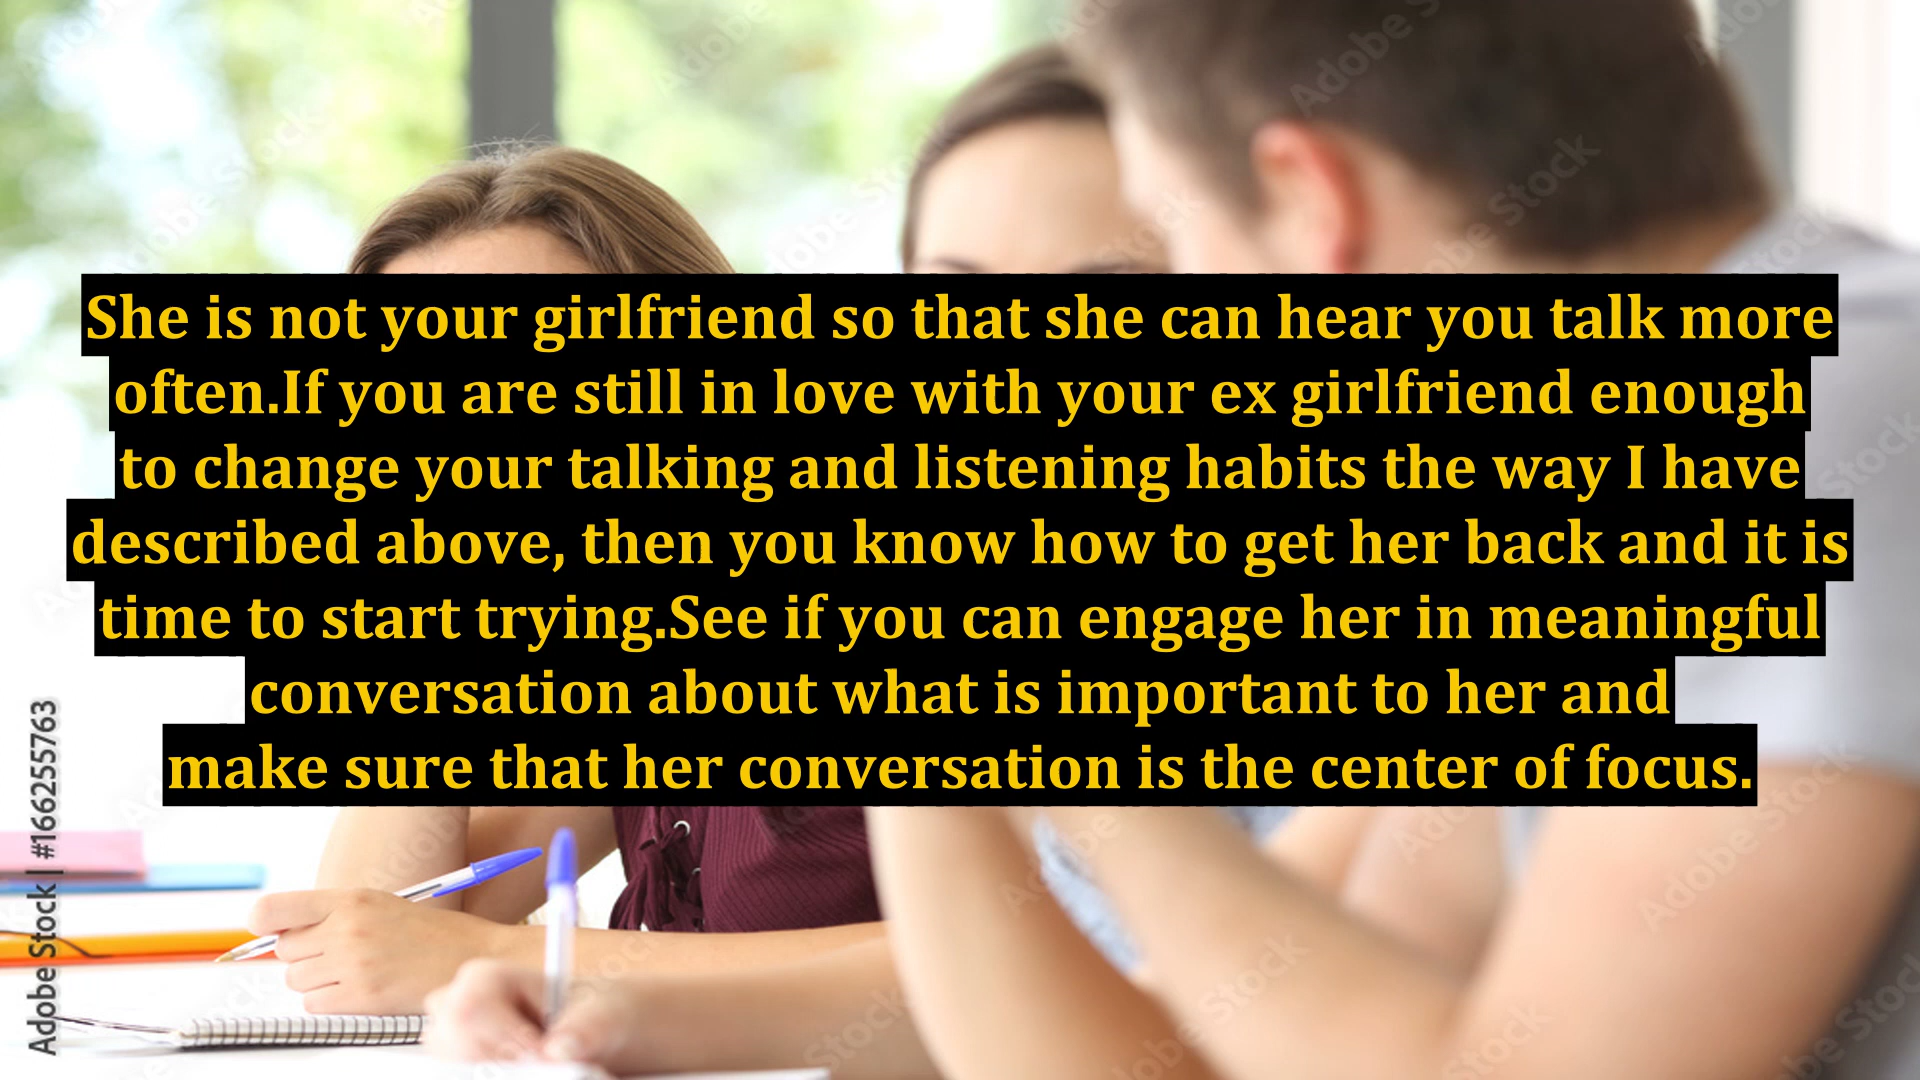 She is not your girlfriend so that she can hear you talk more
often.If you are still in love with your ex girlfriend enough
to change your talking and listening habits the way I have
described above, then you know how to get her back and it is
time to start trying.See if you can engage her in meaningful
conversation about what is important to her and
make sure that her conversation is the center of focus.
Adobe Stock | #166255763